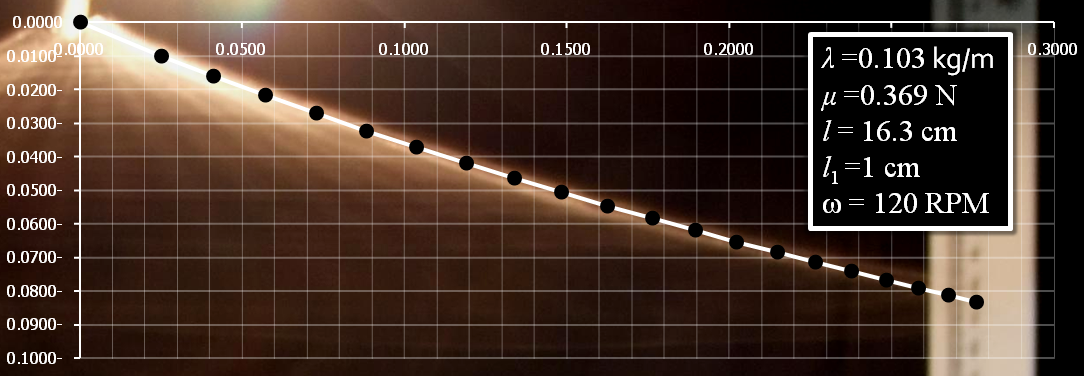 0.0000
0.0000 0.0500 0.1000 0.1500 0.2000 0.3000
0.0100-
0.0200-
0.0300-
0.0400-
0.0500-
0.0600-
0.0700-
0.0800-
0.0900-
0.1000-
λ =0.103 kg/m
μ =0.369 N
l = 16.3 cm
l₁ =1 cm
ω = 120 RPM